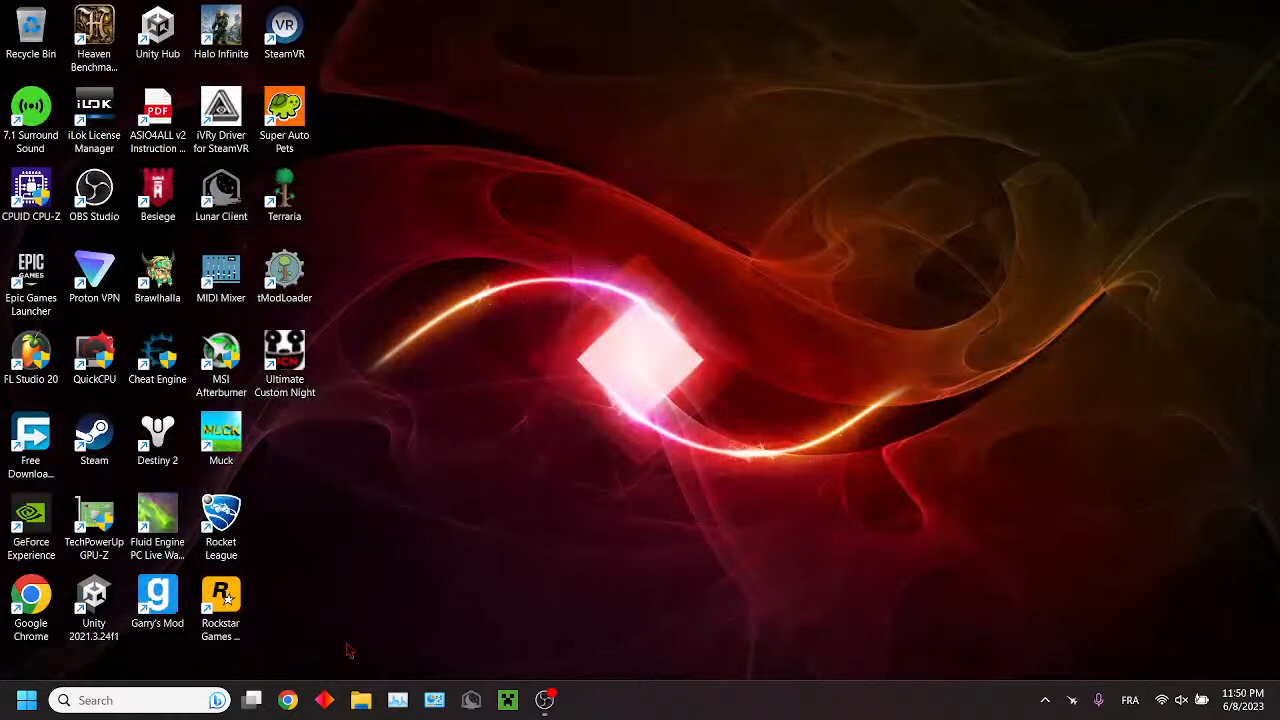 Recycle Bin
Heaven
Benchma...
Unity Hub
Halo Infinite
VR
SteamVR
7.1 Surround
Sound
iLOK
iLok License
Manager
PDF
ASIO4ALL v2
Instruction ...
iVRy Driver
for SteamVR
Super Auto
Pets
CPUID CPU-Z
OBS Studio
Besiege
Lunar Client
Terraria
EPIC
GAMES
Epic Games
Launcher
Proton VPN
Brawlhalla
MIDI Mixer
tModLoader
FL Studio 20
QuickCPU
Cheat Engine
MSI
Afterburner
UCN
Ultimate
Custom Night
Free
Downloa...
Steam
Destiny 2
MUCK
Muck
GeForce
Experience
TechPowerUp
GPU-Z
Fluid Engine
PC Live Wa...
Rocket
League
Google
Chrome
Unity
2021.3.24f1
g
Garry's Mod
R
Rockstar
Games ...
Search
FRA
11:50 PM
6/8/2023